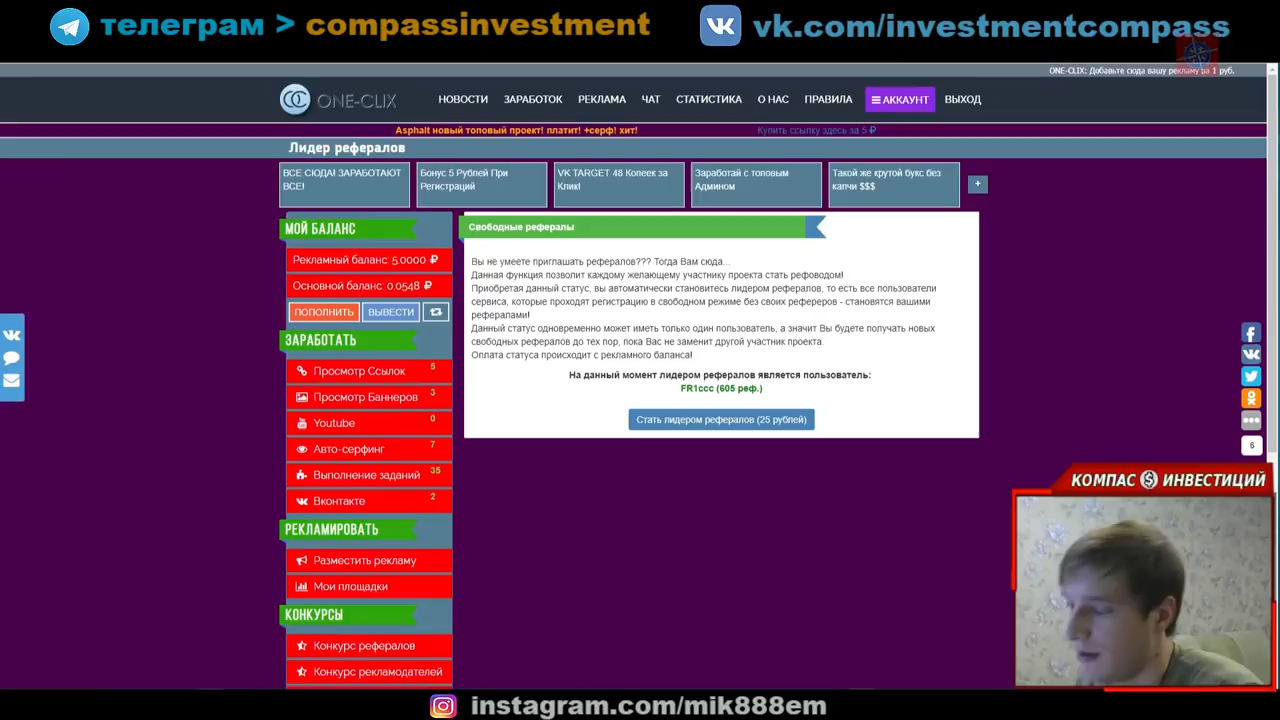 телеграм > compassinvestment
vk.com/investmentcompass
ONE-CLIX: Добавьте сюда вашу рекламу за 1 руб.
ONE-CLIX
НОВОСТИ ЗАРАБОТОК РЕКЛАМА ЧАТ СТАТИСТИКА О НАС ПРАВИЛА АККАУНТ ВЫХОД
Asphalt новый топовый проект! платит! +серф! хит!
Купить ссылку здесь за 5 ₽
Лидер рефералов
ВСЕ СЮДА! ЗАРАБОТАЮТ
ВСЕ!
Бонус 5 Рублей При
Регистраций
VK TARGET 48 Копеек за
Клик!
Заработай с топовым
Админом
Такой же крутой букс без
капчи $$$
+
МОЙ БАЛАНС
Рекламный баланс: 5.0000 ₽
Основной баланс: 0.0548 ₽
ПОПОЛНИТЬ ВЫВЕСТИ
ЗАРАБОТАТЬ
Просмотр Ссылок 5
Просмотр Баннеров 3
Youtube 0
Авто-серфинг 7
Выполнение заданий 35
Вконтакте 2
РЕКЛАМИРОВАТЬ
Разместить рекламу
Мои площадки
КОНКУРСЫ
Конкурс рефералов
Конкурс рекламодателей
Свободные рефералы
Вы не умеете приглашать рефералов??? Тогда Вам сюда...
Данная функция позволит каждому желающему участнику проекта стать рефоводом!
Приобретая данный статус, вы автоматически становитесь лидером рефералов, то есть все пользователи
сервиса, которые проходят регистрацию в свободном режиме без своих рефереров - становятся вашими
рефералами!
Данный статус одновременно может иметь только один пользователь, а значит Вы будете получать новых
свободных рефералов до тех пор, пока Вас не заменит другой участник проекта.
Оплата статуса происходит с рекламного баланса!
На данный момент лидером рефералов является пользователь:
FR1ccc (605 реф.)
Стать лидером рефералов (25 рублей)
6
КОМПАС $ ИНВЕСТИЦИЙ
instagram.com/mik888em